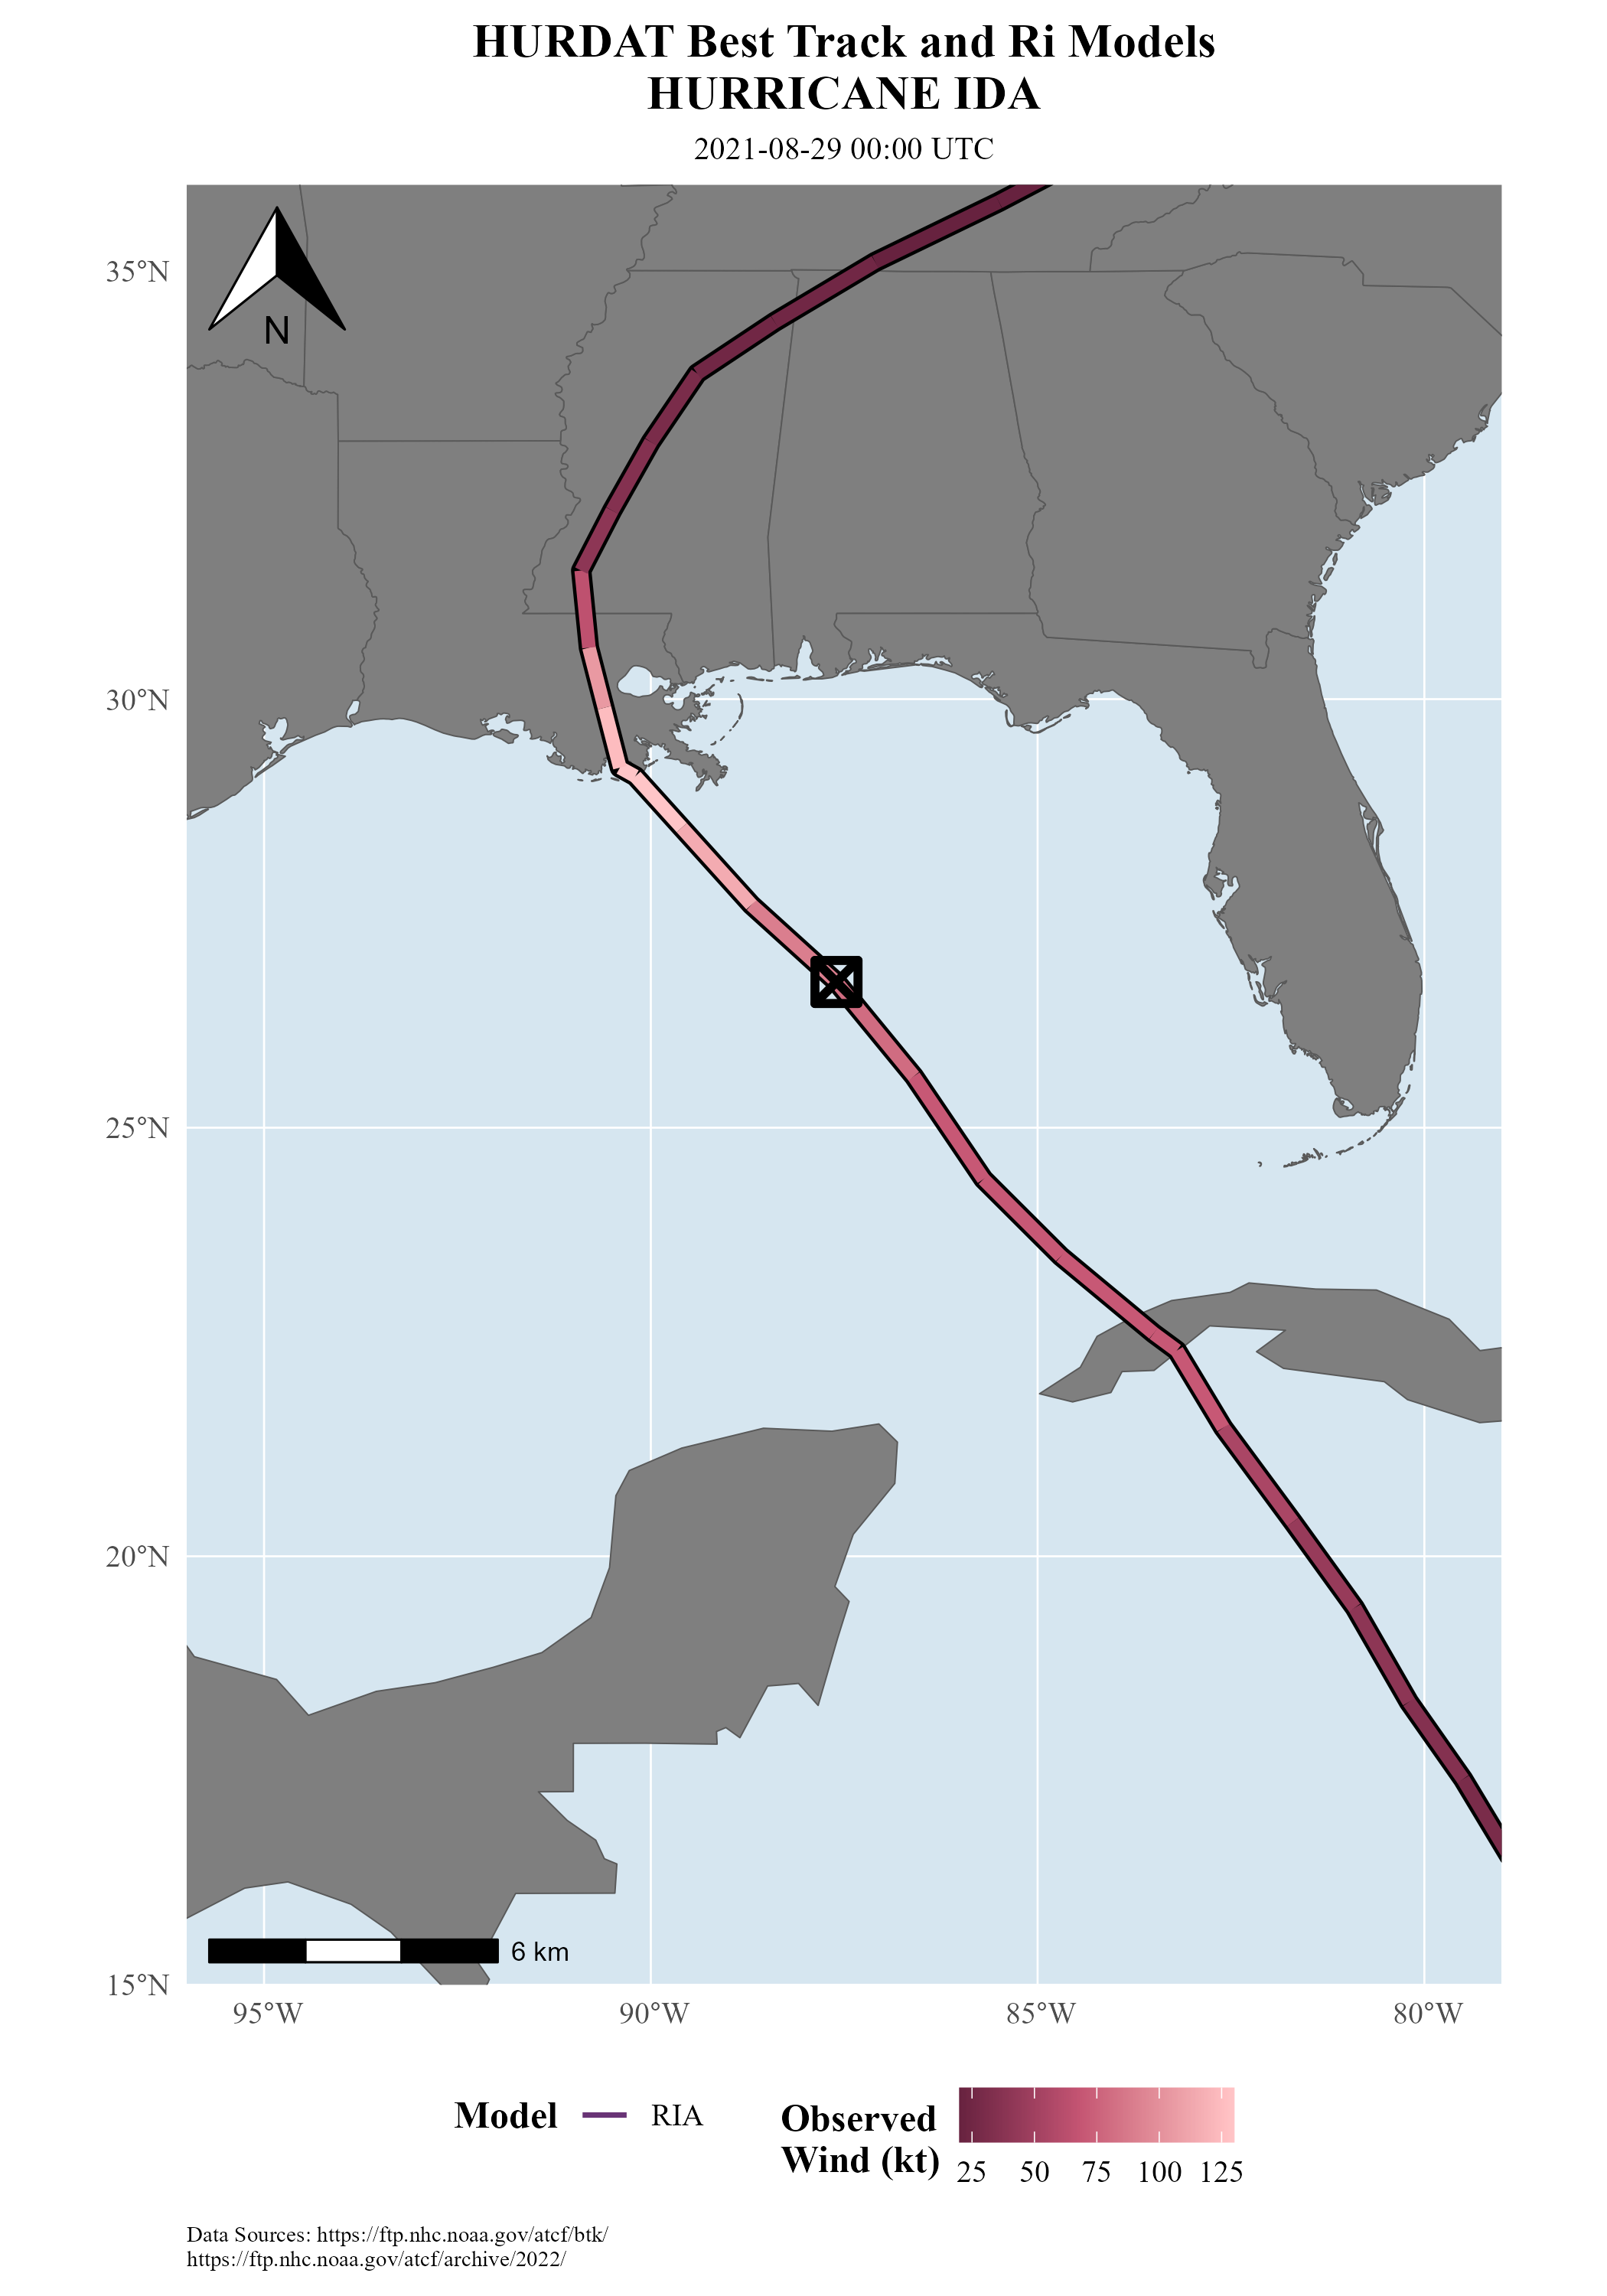 HURDAT Best Track and Ri Models
HURRICANE IDA
2021-08-29 00:00 UTC
N
35°N
30°N
25°N
20°N
15°N
6 km
95°W 90°W 85°W 80°W
Model RIA
Observed
Wind (kt)
25 50 75 100 125
Data Sources: https://ftp.nhc.noaa.gov/atcf/btk/
https://ftp.nhc.noaa.gov/atcf/archive/2022/